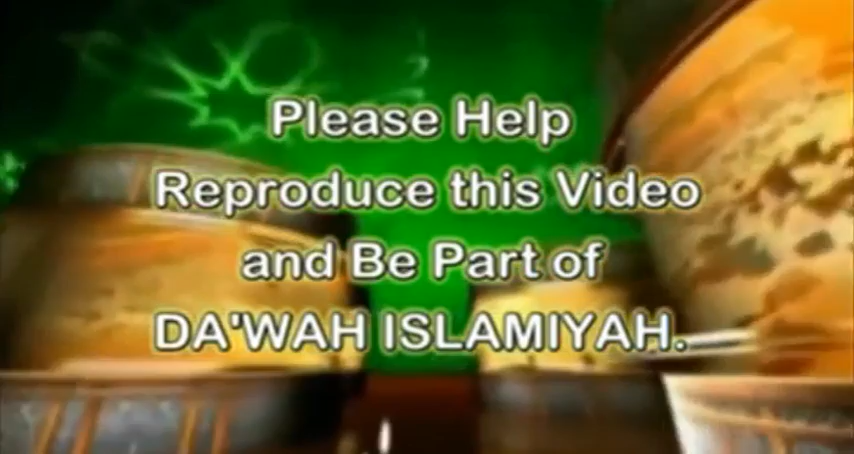 Please Help
Reproduce this Video
and Be Part of
DA'WAH ISLAMIYAH.